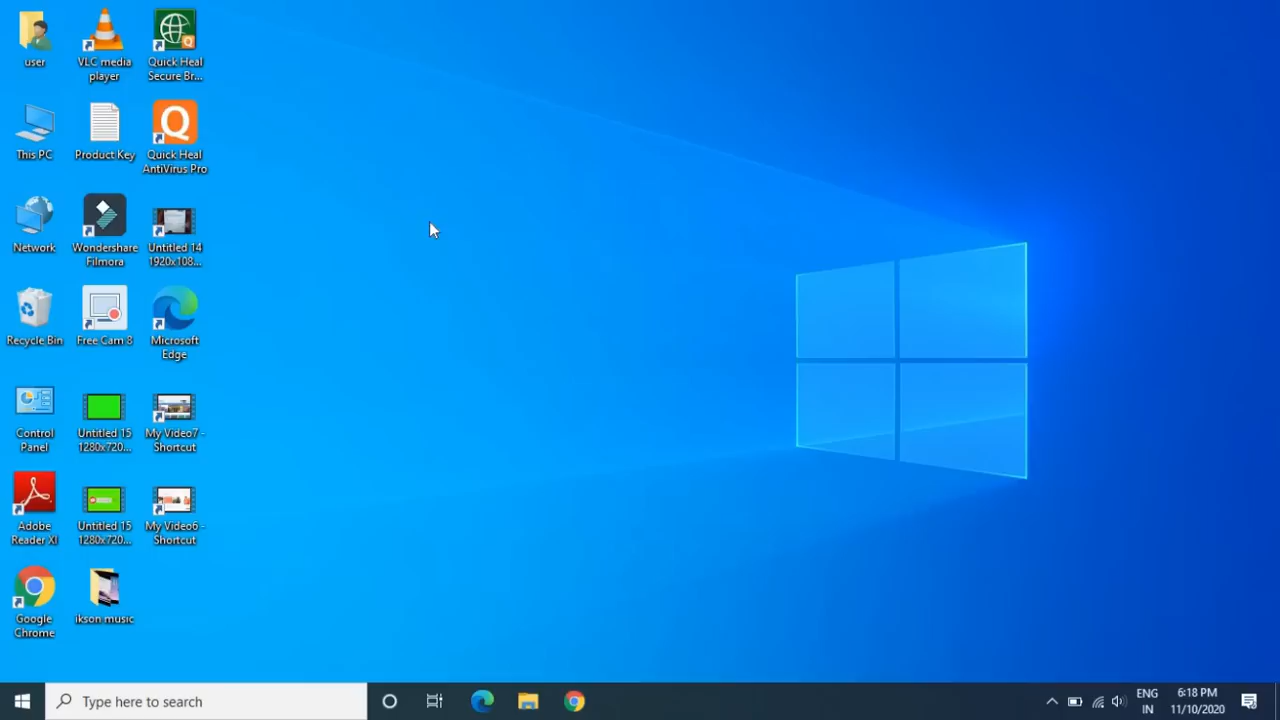 user
VLC media
player
Quick Heal
Secure Br...
This PC
Product Key
Quick Heal
AntiVirus Pro
Network
Wondershare
Filmora
Untitled 14
1920x108...
Recycle Bin
Free Cam 8
Microsoft
Edge
Control
Panel
Untitled 15
1280x720...
My Video7 -
Shortcut
Adobe
Reader XI
Untitled 15
1280x720...
My Video6 -
Shortcut
Google
Chrome
ikson music
Type here to search
ENG
IN
6:18 PM
11/10/2020